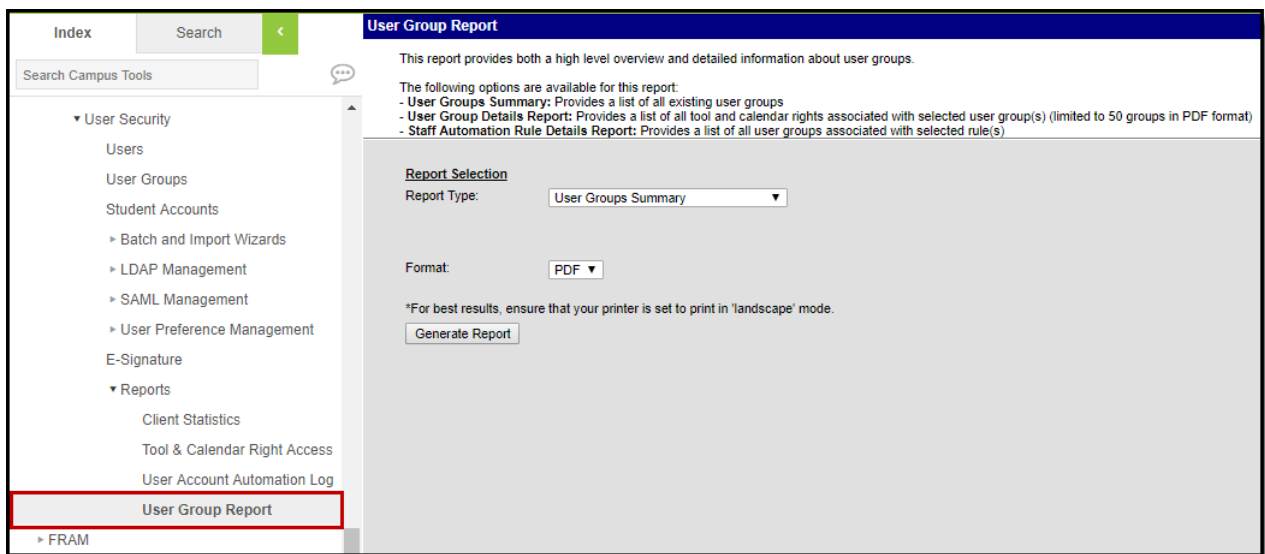 Index
Search
Search Campus Tools
User Security
Users
User Groups
Student Accounts
Batch and Import Wizards
LDAP Management
SAML Management
User Preference Management
E-Signature
Reports
Client Statistics
Tool & Calendar Right Access
User Account Automation Log
User Group Report
FRAM
User Group Report
This report provides both a high level overview and detailed information about user groups.
The following options are available for this report:
- User Groups Summary: Provides a list of all existing user groups
- User Group Details Report: Provides a list of all tool and calendar rights associated with selected user group(s) (limited to 50 groups in PDF format)
- Staff Automation Rule Details Report: Provides a list of all user groups associated with selected rule(s)
Report Selection
Report Type: User Groups Summary
Format: PDF
*For best results, ensure that your printer is set to print in 'landscape' mode.
Generate Report